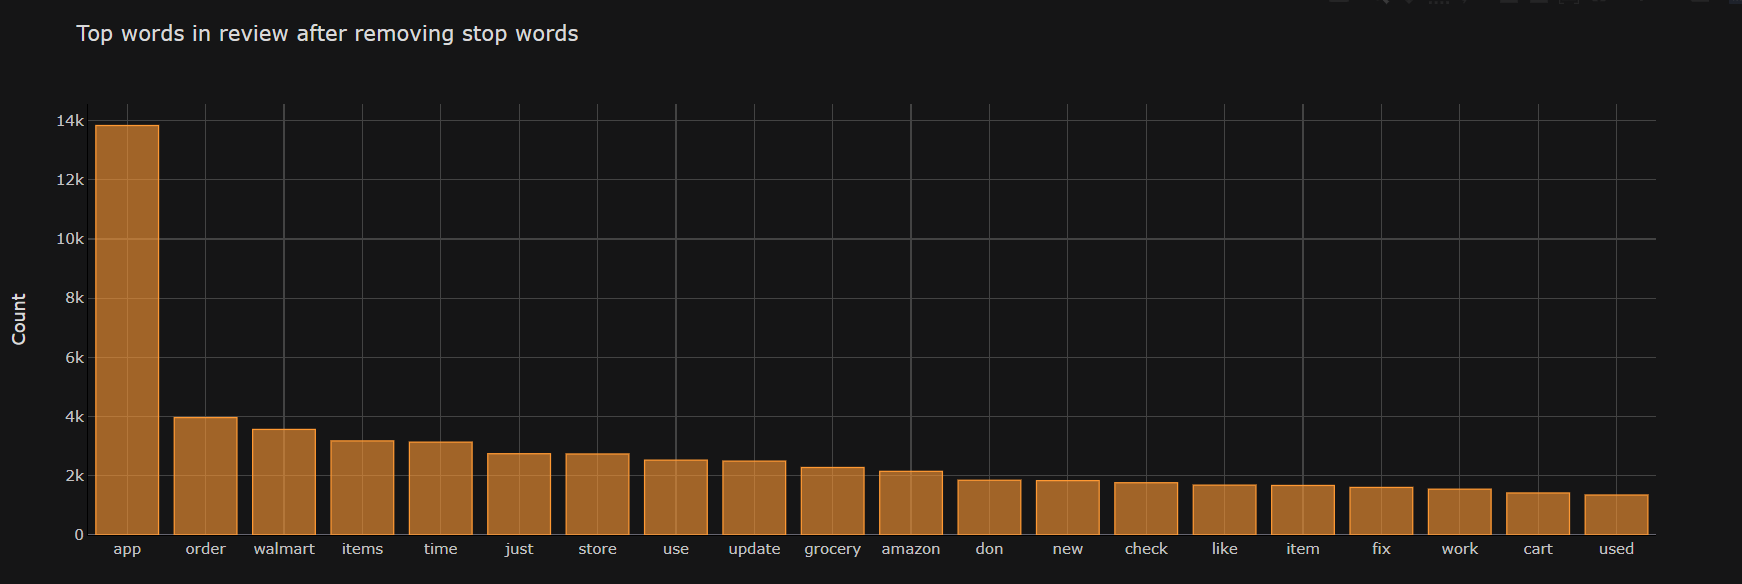 Top words in review after removing stop words
Count
14k
12k
10k
8k
6k
4k
2k
0
app order walmart items time just store use update grocery amazon don new check like item fix work cart used